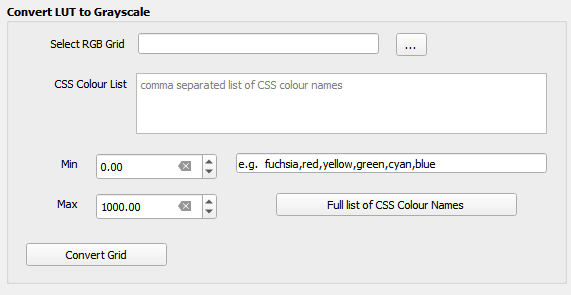 Convert LUT to Grayscale
Select RGB Grid ...
CSS Colour List comma separated list of CSS colour names
Min 0.00 e.g. fuchsia,red,yellow,green,cyan,blue
Max 1000.00 Full list of CSS Colour Names
Convert Grid